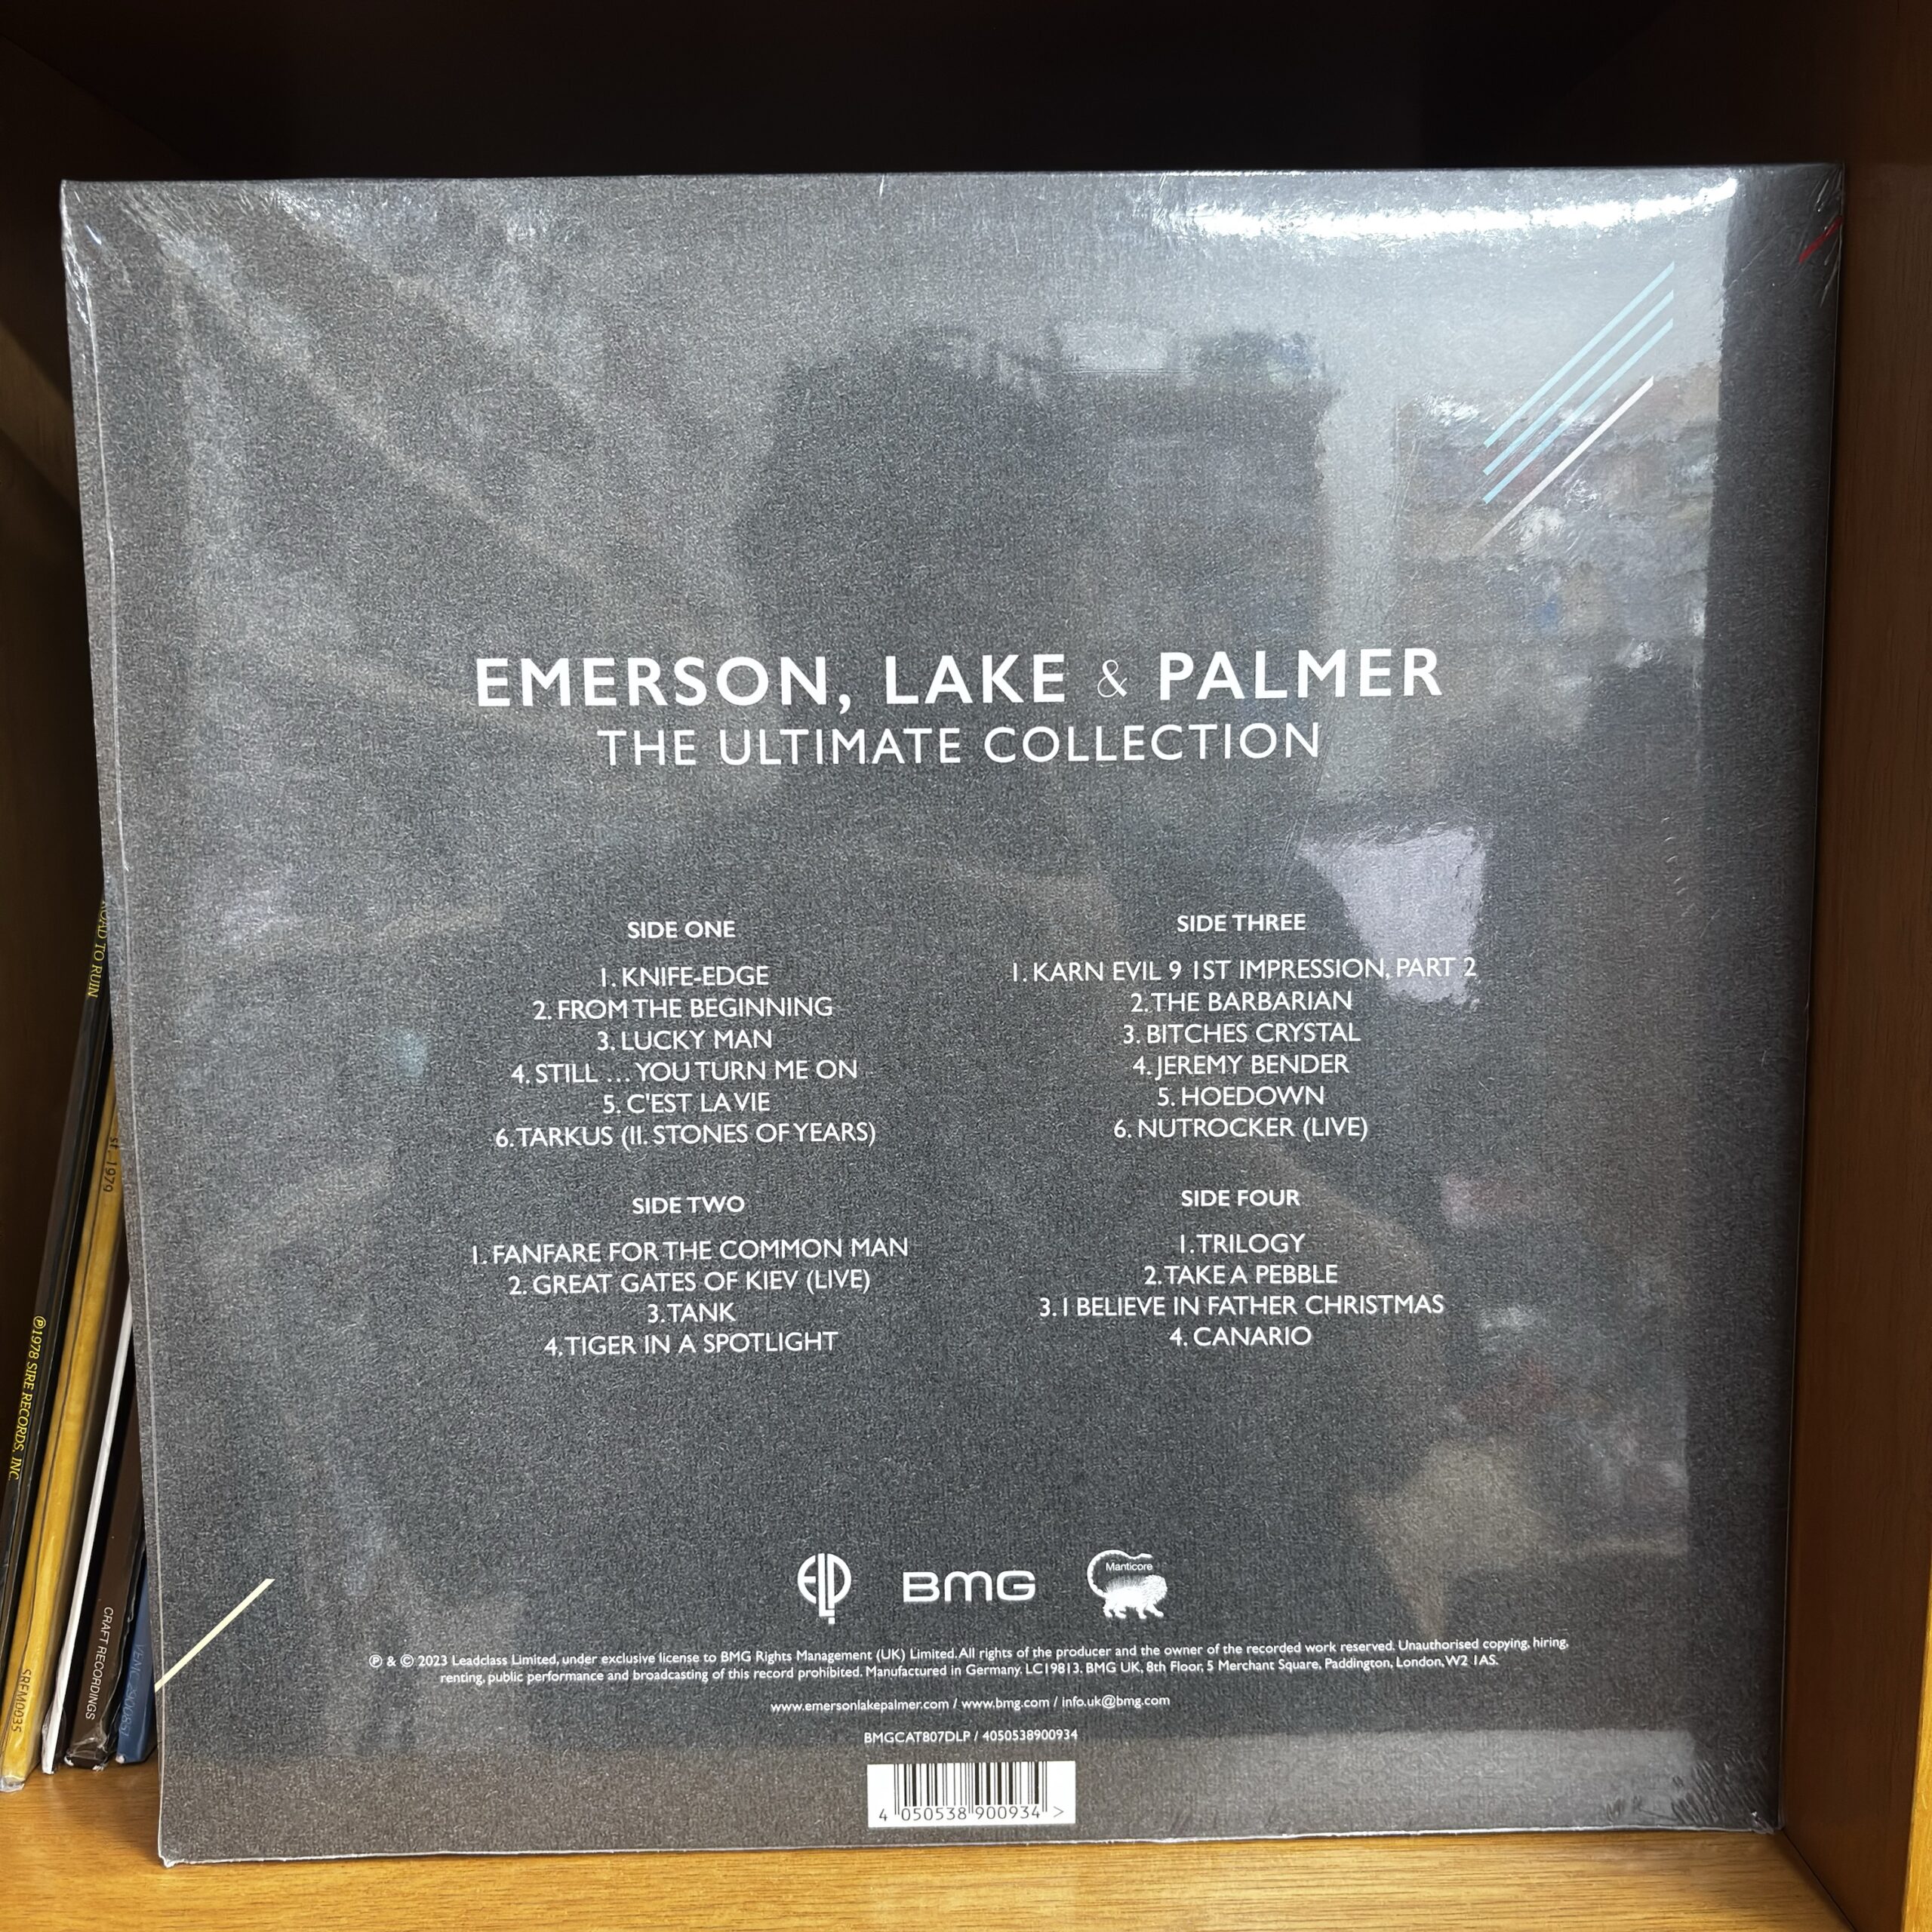 EMERSON, LAKE & PALMER
THE ULTIMATE COLLECTION
SIDE ONE
1. KNIFE-EDGE
2. FROM THE BEGINNING
3. LUCKY MAN
4. STILL ... YOU TURN ME ON
5. C'EST LA VIE
6. TARKUS (II. STONES OF YEARS)
SIDE TWO
1. FANFARE FOR THE COMMON MAN
2. GREAT GATES OF KIEV (LIVE)
3. TANK
4. TIGER IN A SPOTLIGHT
SIDE THREE
1. KARN EVIL 9 1ST IMPRESSION, PART 2
2. THE BARBARIAN
3. BITCHES CRYSTAL
4. JEREMY BENDER
5. HOEDOWN
6. NUTROCKER (LIVE)
SIDE FOUR
1. TRILOGY
2. TAKE A PEBBLE
3. I BELIEVE IN FATHER CHRISTMAS
4. CANARIO
ELP
BMG
Manticore
℗ & © 2023 Leadclass Limited, under exclusive license to BMG Rights Management (UK) Limited. All rights of the producer and the owner of the recorded work reserved. Unauthorised copying, hiring,
renting, public performance and broadcasting of this record prohibited. Manufactured in Germany. LC19813. BMG UK, 8th Floor, 5 Merchant Square, Paddington, London, W2 1AS.
www.emersonlakepalmer.com / www.bmg.com / info.uk@bmg.com
BMGCAT807DLP / 4050538900934
4 050538 900934 >
ROAD TO RUIN
℗1978 SIRE RECORDS, INC
1979
SRFM0035
CRAFT RECORDINGS